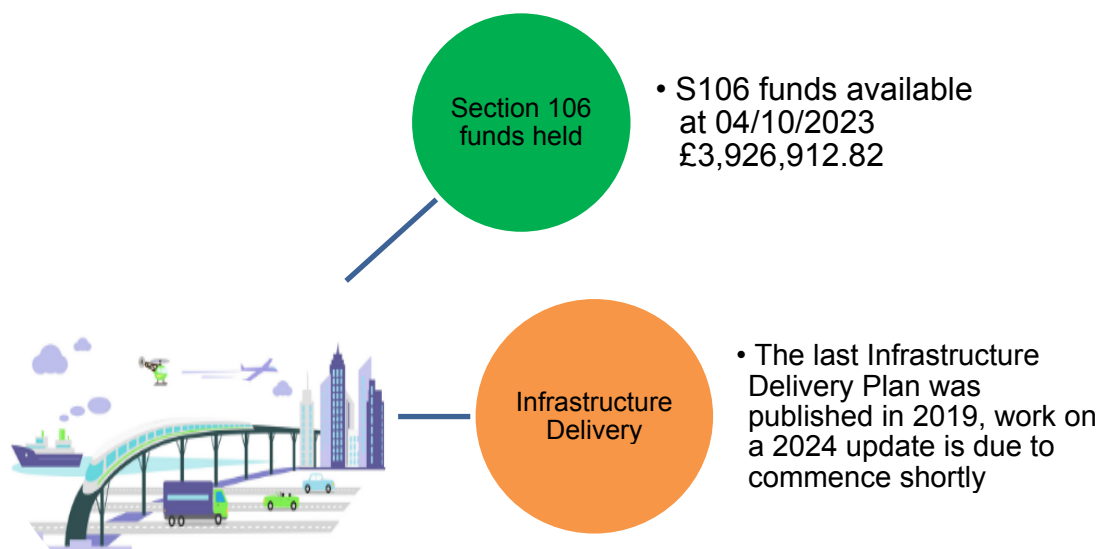 Section 106
funds held
• S106 funds available
at 04/10/2023
£3,926,912.82
Infrastructure
Delivery
• The last Infrastructure
Delivery Plan was
published in 2019, work on
a 2024 update is due to
commence shortly